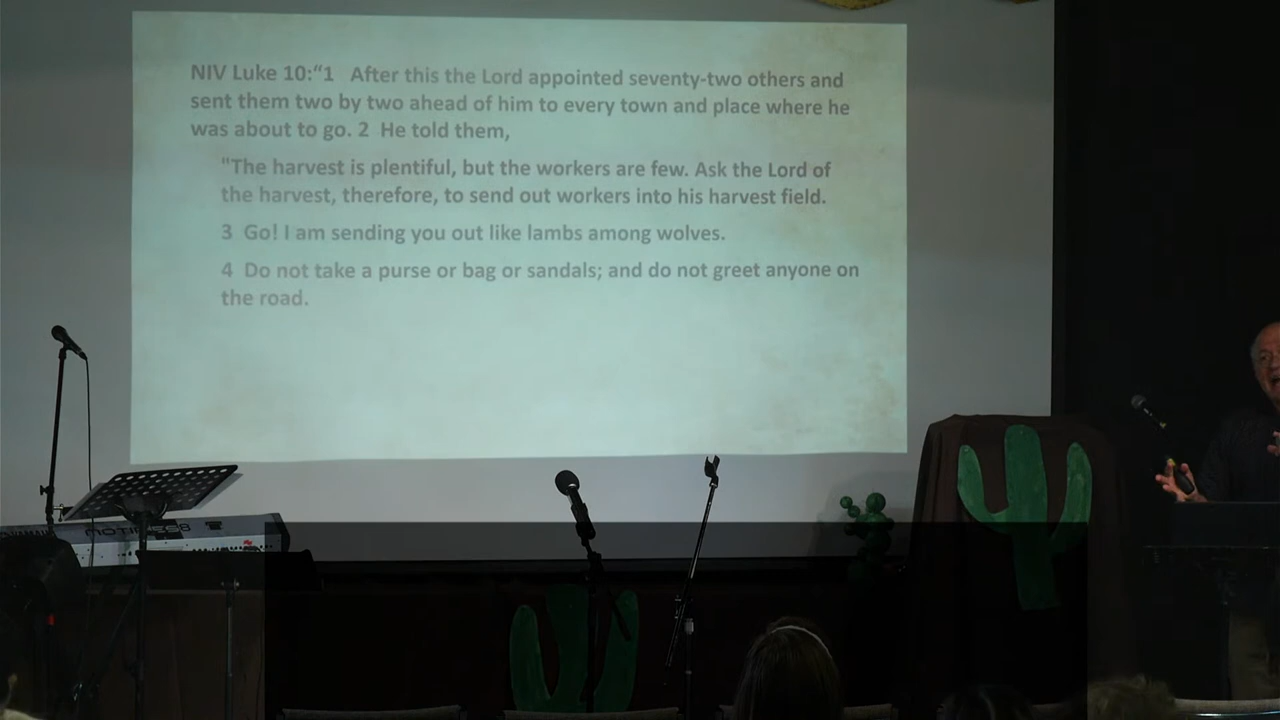 NIV Luke 10:“1 After this the Lord appointed seventy-two others and
sent them two by two ahead of him to every town and place where he
was about to go. 2 He told them,
"The harvest is plentiful, but the workers are few. Ask the Lord of
the harvest, therefore, to send out workers into his harvest field.
3 Go! I am sending you out like lambs among wolves.
4 Do not take a purse or bag or sandals; and do not greet anyone on
the road.